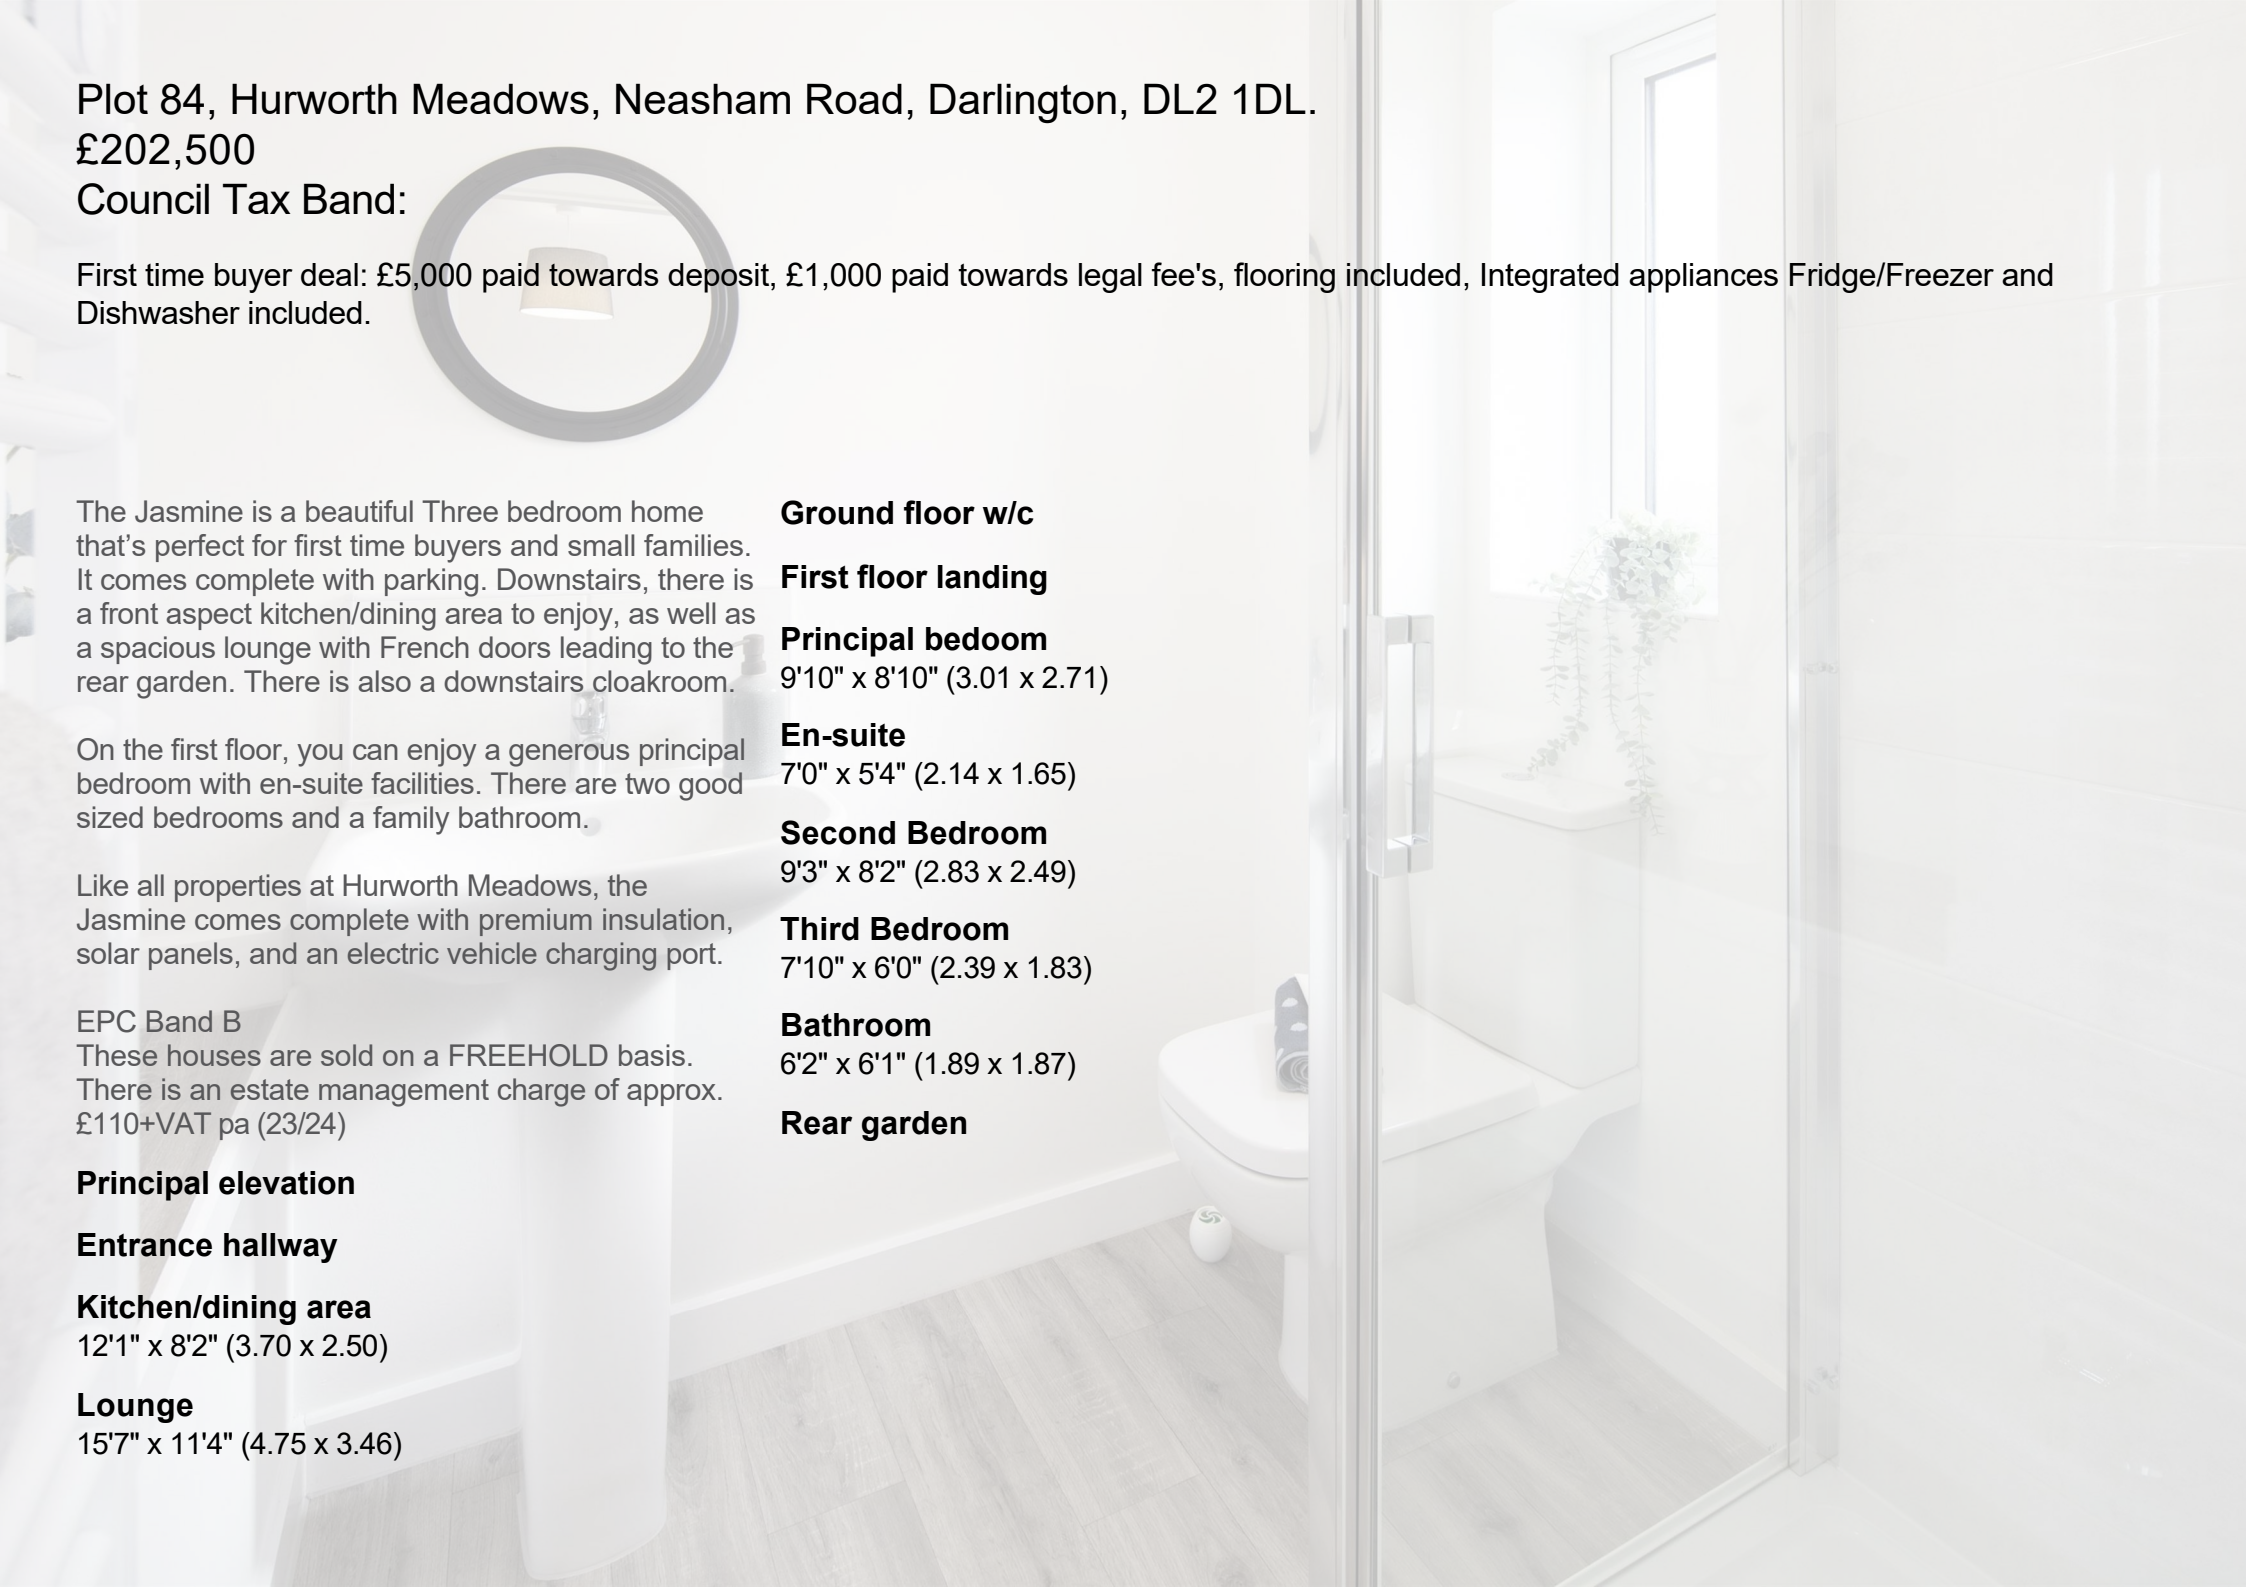 Plot 84, Hurworth Meadows, Neasham Road, Darlington, DL2 1DL.
£202,500
Council Tax Band:
First time buyer deal: £5,000 paid towards deposit, £1,000 paid towards legal fee's, flooring included, Integrated appliances Fridge/Freezer and
Dishwasher included.
The Jasmine is a beautiful Three bedroom home
that’s perfect for first time buyers and small families.
It comes complete with parking. Downstairs, there is
a front aspect kitchen/dining area to enjoy, as well as
a spacious lounge with French doors leading to the
rear garden. There is also a downstairs cloakroom.
On the first floor, you can enjoy a generous principal
bedroom with en-suite facilities. There are two good
sized bedrooms and a family bathroom.
Like all properties at Hurworth Meadows, the
Jasmine comes complete with premium insulation,
solar panels, and an electric vehicle charging port.
EPC Band B
These houses are sold on a FREEHOLD basis.
There is an estate management charge of approx.
£110+VAT pa (23/24)
Principal elevation
Entrance hallway
Kitchen/dining area
12'1" x 8'2" (3.70 x 2.50)
Lounge
15'7" x 11'4" (4.75 x 3.46)
Ground floor w/c
First floor landing
Principal bedoom
9'10" x 8'10" (3.01 x 2.71)
En-suite
7'0" x 5'4" (2.14 x 1.65)
Second Bedroom
9'3" x 8'2" (2.83 x 2.49)
Third Bedroom
7'10" x 6'0" (2.39 x 1.83)
Bathroom
6'2" x 6'1" (1.89 x 1.87)
Rear garden